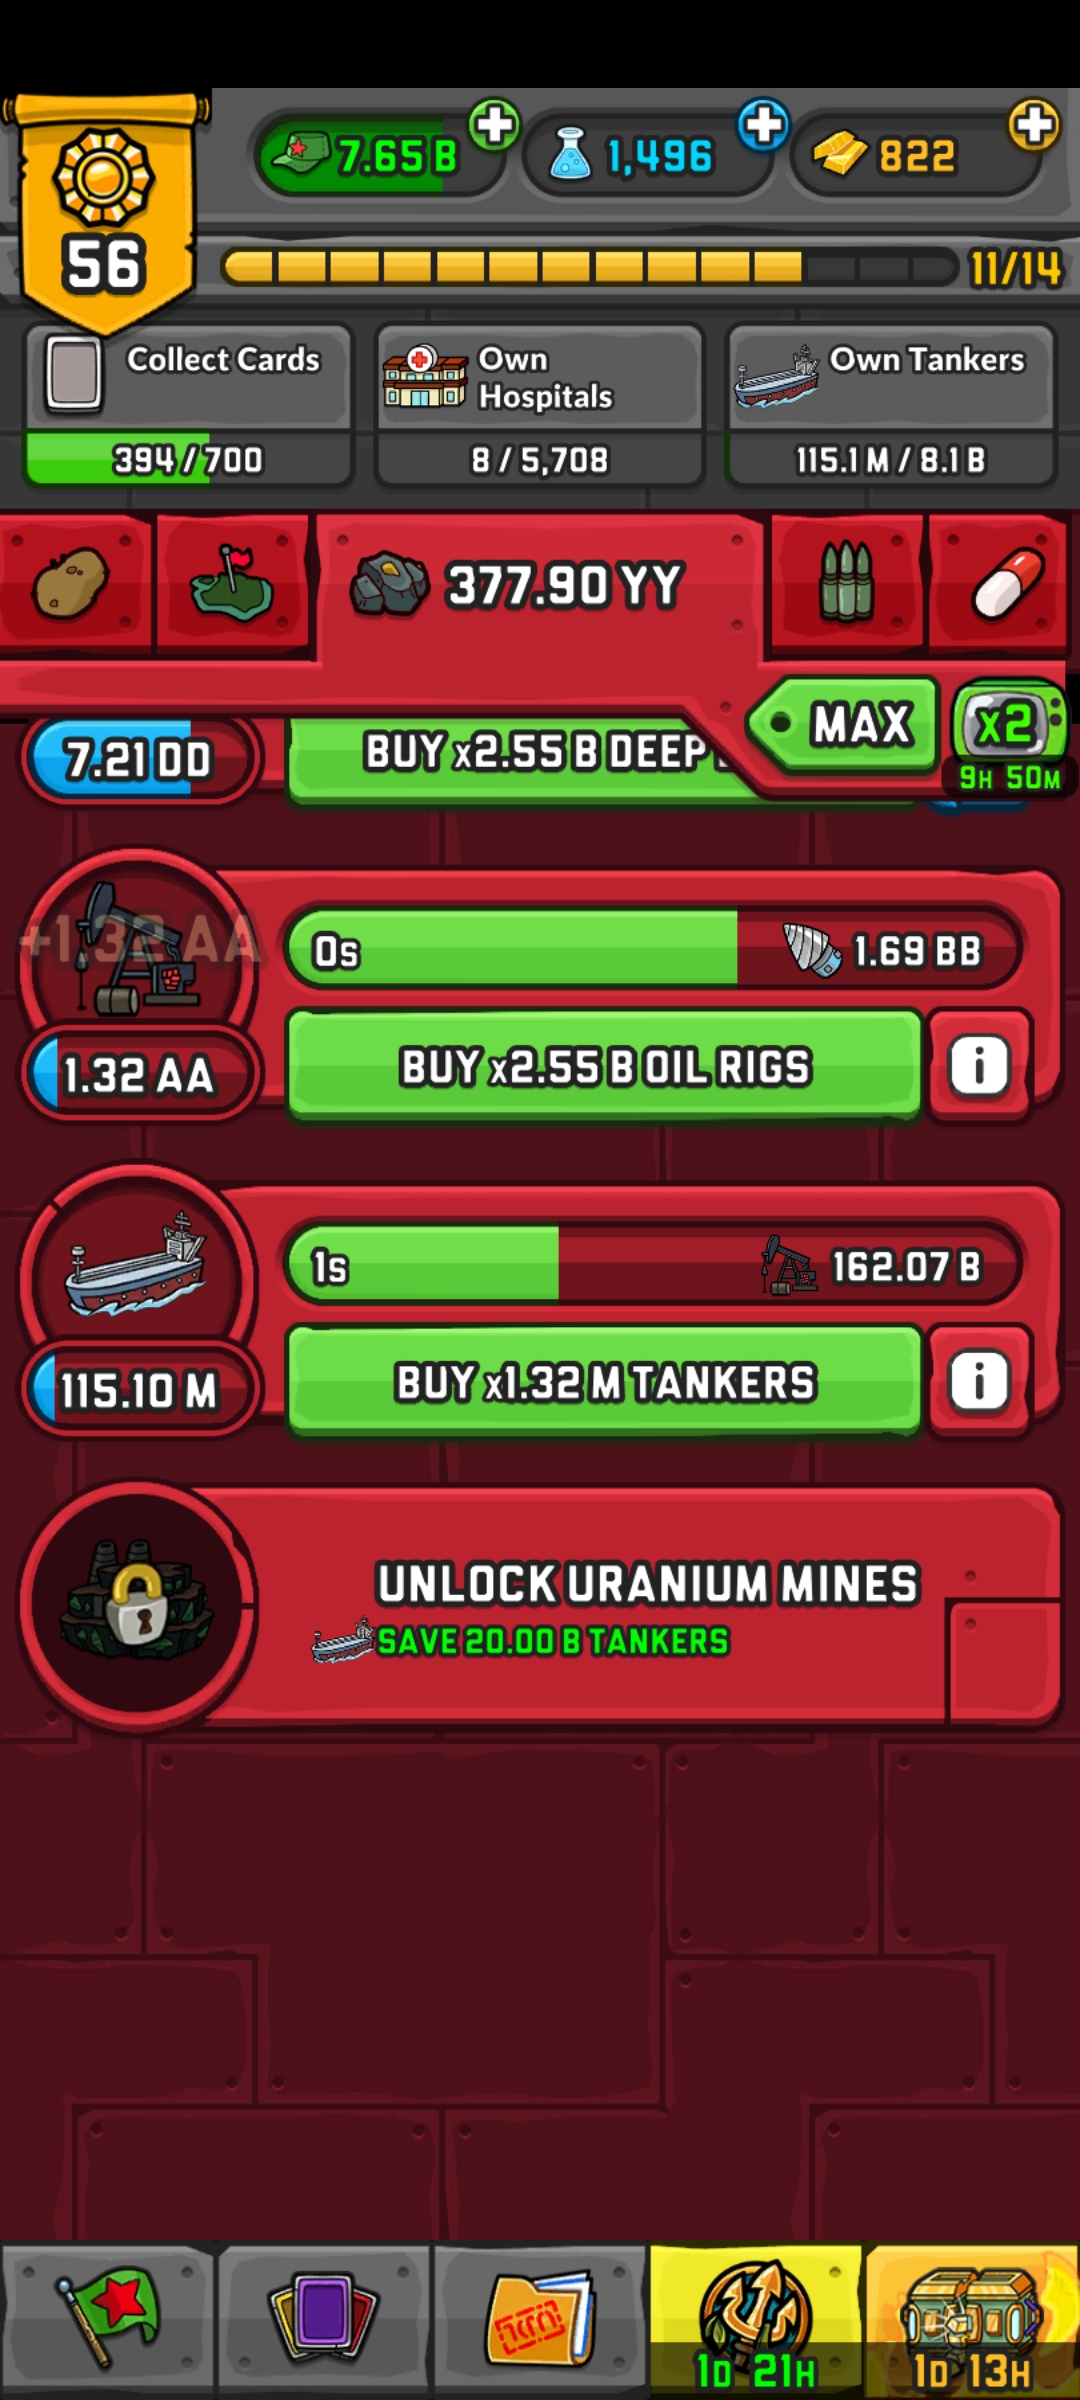 7.65 B
1,496
822
56
11/14
Collect Cards
394 / 700
Own
Hospitals
8 / 5,708
Own Tankers
115.1 M / 8.1 B
377.90 YY
MAX
x2
9H 50M
7.21 DD
BUY x2.55 B DEEP
+1.32 AA
0s
1.69 BB
1.32 AA
BUY x2.55 B OIL RIGS
i
1s
162.07 B
115.10 M
BUY x1.32 M TANKERS
i
UNLOCK URANIUM MINES
SAVE 20.00 B TANKERS
1D 21H
1D 13H